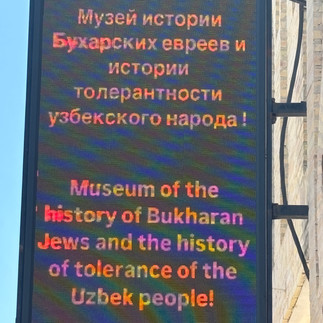 Музей истории
Бухарских евреев и
истории
толерантности
узбекского народа!
Museum of the
history of Bukharan
Jews and the history
of tolerance of the
Uzbek people!